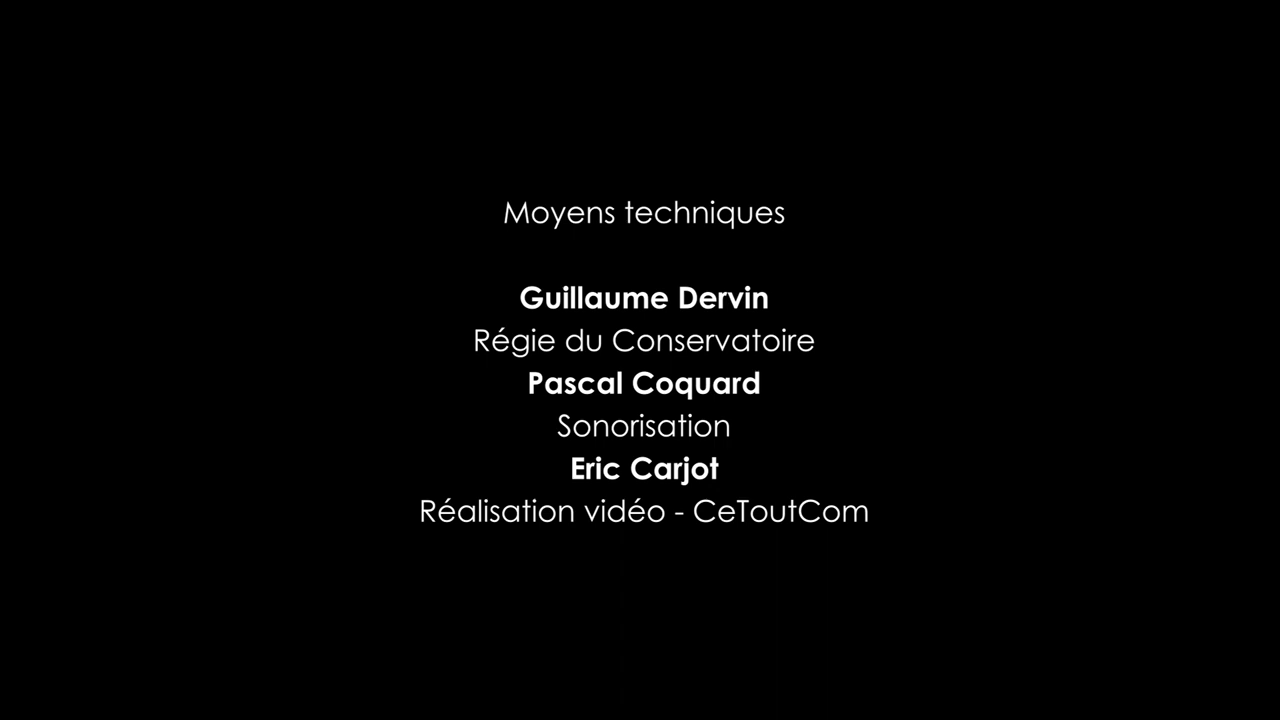 Moyens techniques
Guillaume Dervin
Régie du Conservatoire
Pascal Coquard
Sonorisation
Eric Carjot
Réalisation vidéo - CeToutCom